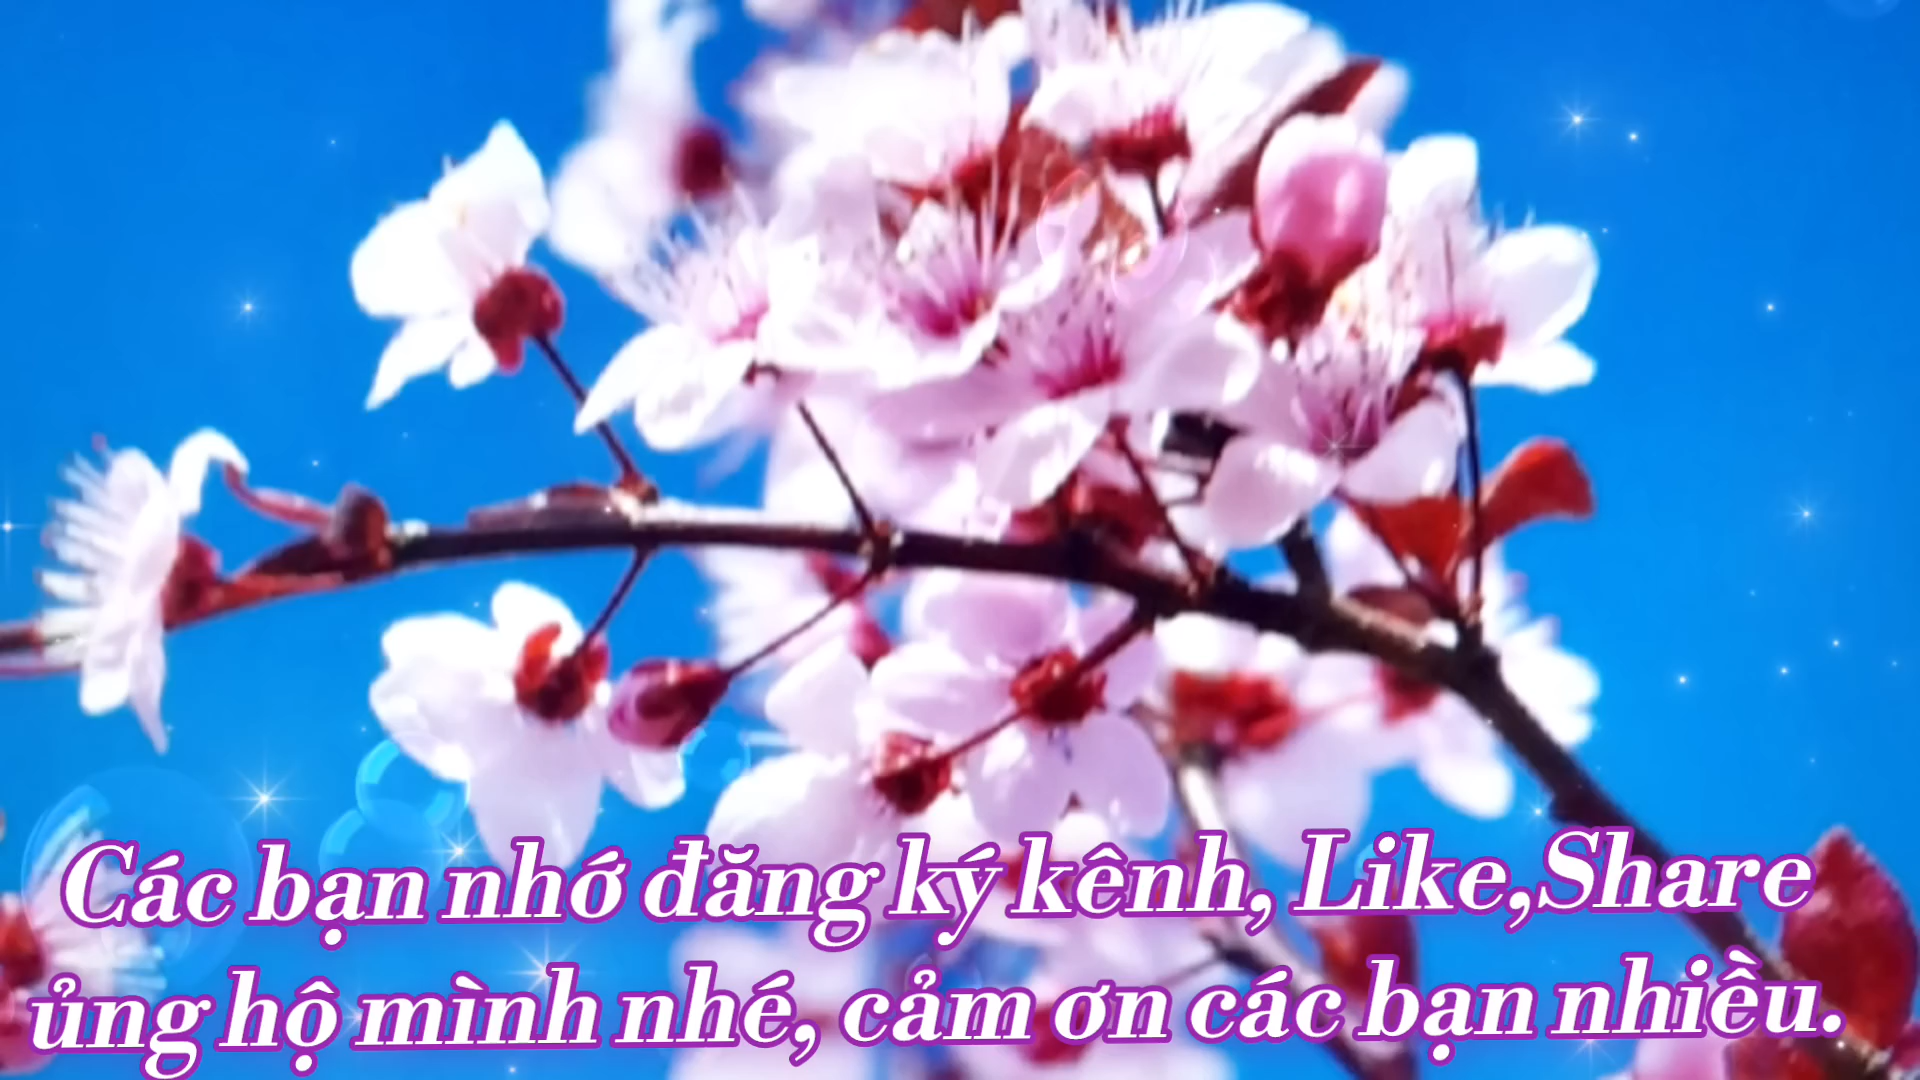 Các bạn nhớ đăng ký kênh, Like,Share
ủng hộ mình nhé, cảm ơn các bạn nhiều.